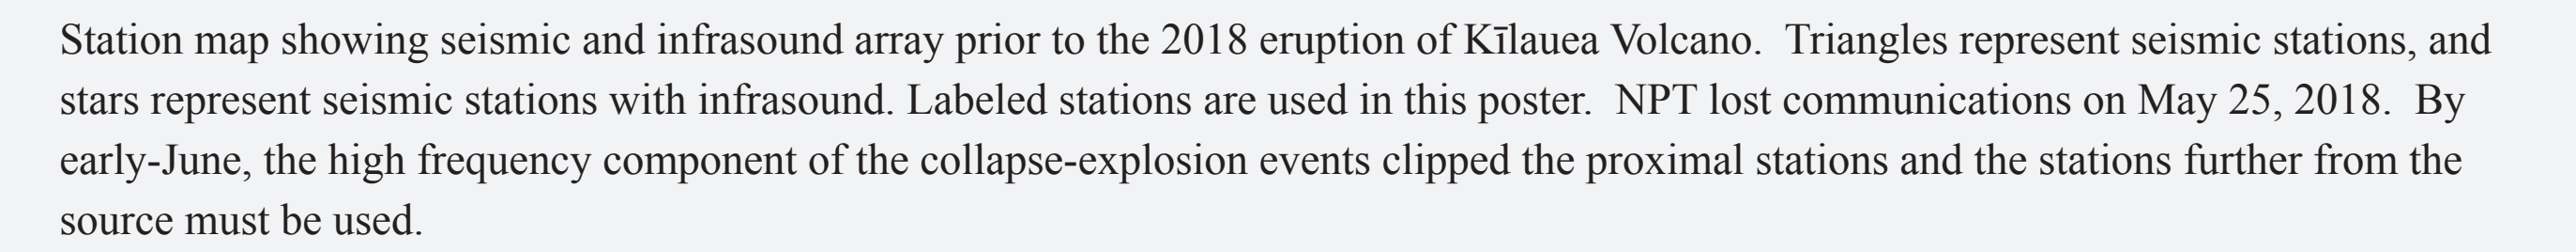 Station map showing seismic and infrasound array prior to the 2018 eruption of Kīlauea Volcano.  Triangles represent seismic stations, and
stars represent seismic stations with infrasound. Labeled stations are used in this poster.  NPT lost communications on May 25, 2018.  By
early-June, the high frequency component of the collapse-explosion events clipped the proximal stations and the stations further from the
source must be used.